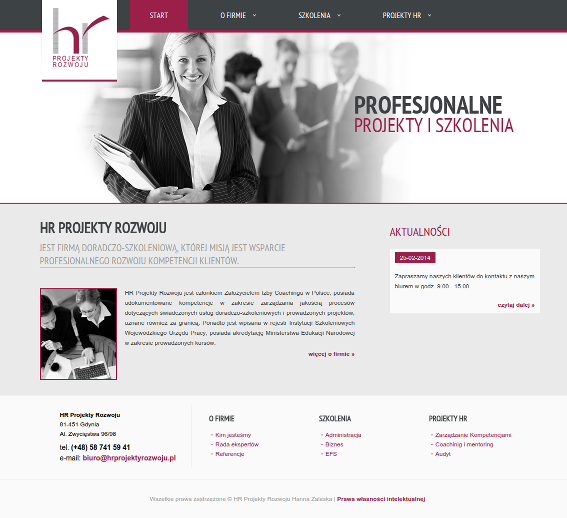 hr
PROJEKTY
ROZWOJU
START
O FIRMIE
SZKOLENIA
PROJEKTY HR
PROFESJONALNE
PROJEKTY I SZKOLENIA
HR PROJEKTY ROZWOJU
JEST FIRMĄ DORADCZO-SZKOLENIOWĄ, KTÓREJ MISJĄ JEST WSPARCIE
PROFESJONALNEGO ROZWOJU KOMPETENCJI KLIENTÓW.
HR Projekty Rozwoju jest członkiem Założycielem Izby Coachingu w Polsce, posiada
udokumentowane kompetencje w zakresie zarządzania jakością procesów
dotyczących świadczonych usług doradczo-szkoleniowych i prowadzonych projektów,
uznane również za granicą. Ponadto jest wpisana w rejestr Instytucji Szkoleniowych
Wojewódzkiego Urzędu Pracy, posiada akredytację Ministerstwa Edukacji Narodowej
w zakresie prowadzonych kursów.
więcej o firmie »
AKTUALNOŚCI
25-02-2014
Zapraszamy naszych klientów do kontaktu z naszym
biurem w godz. 9:00 - 15:00
czytaj dalej »
HR Projekty Rozwoju
81-451 Gdynia
Al. Zwycięstwa 96/98
tel. (+48) 58 741 59 41
e-mail: biuro@hrprojektyrozwoju.pl
O FIRMIE
Kim jesteśmy
Rada ekspertów
Referencje
SZKOLENIA
Administracja
Biznes
EFS
PROJEKTY HR
Zarządzanie Kompetencjami
Coaching i mentoring
Audyt
Wszelkie prawa zastrzeżone © HR Projekty Rozwoju Hanna Zaleska | Prawa własności intelektualnej